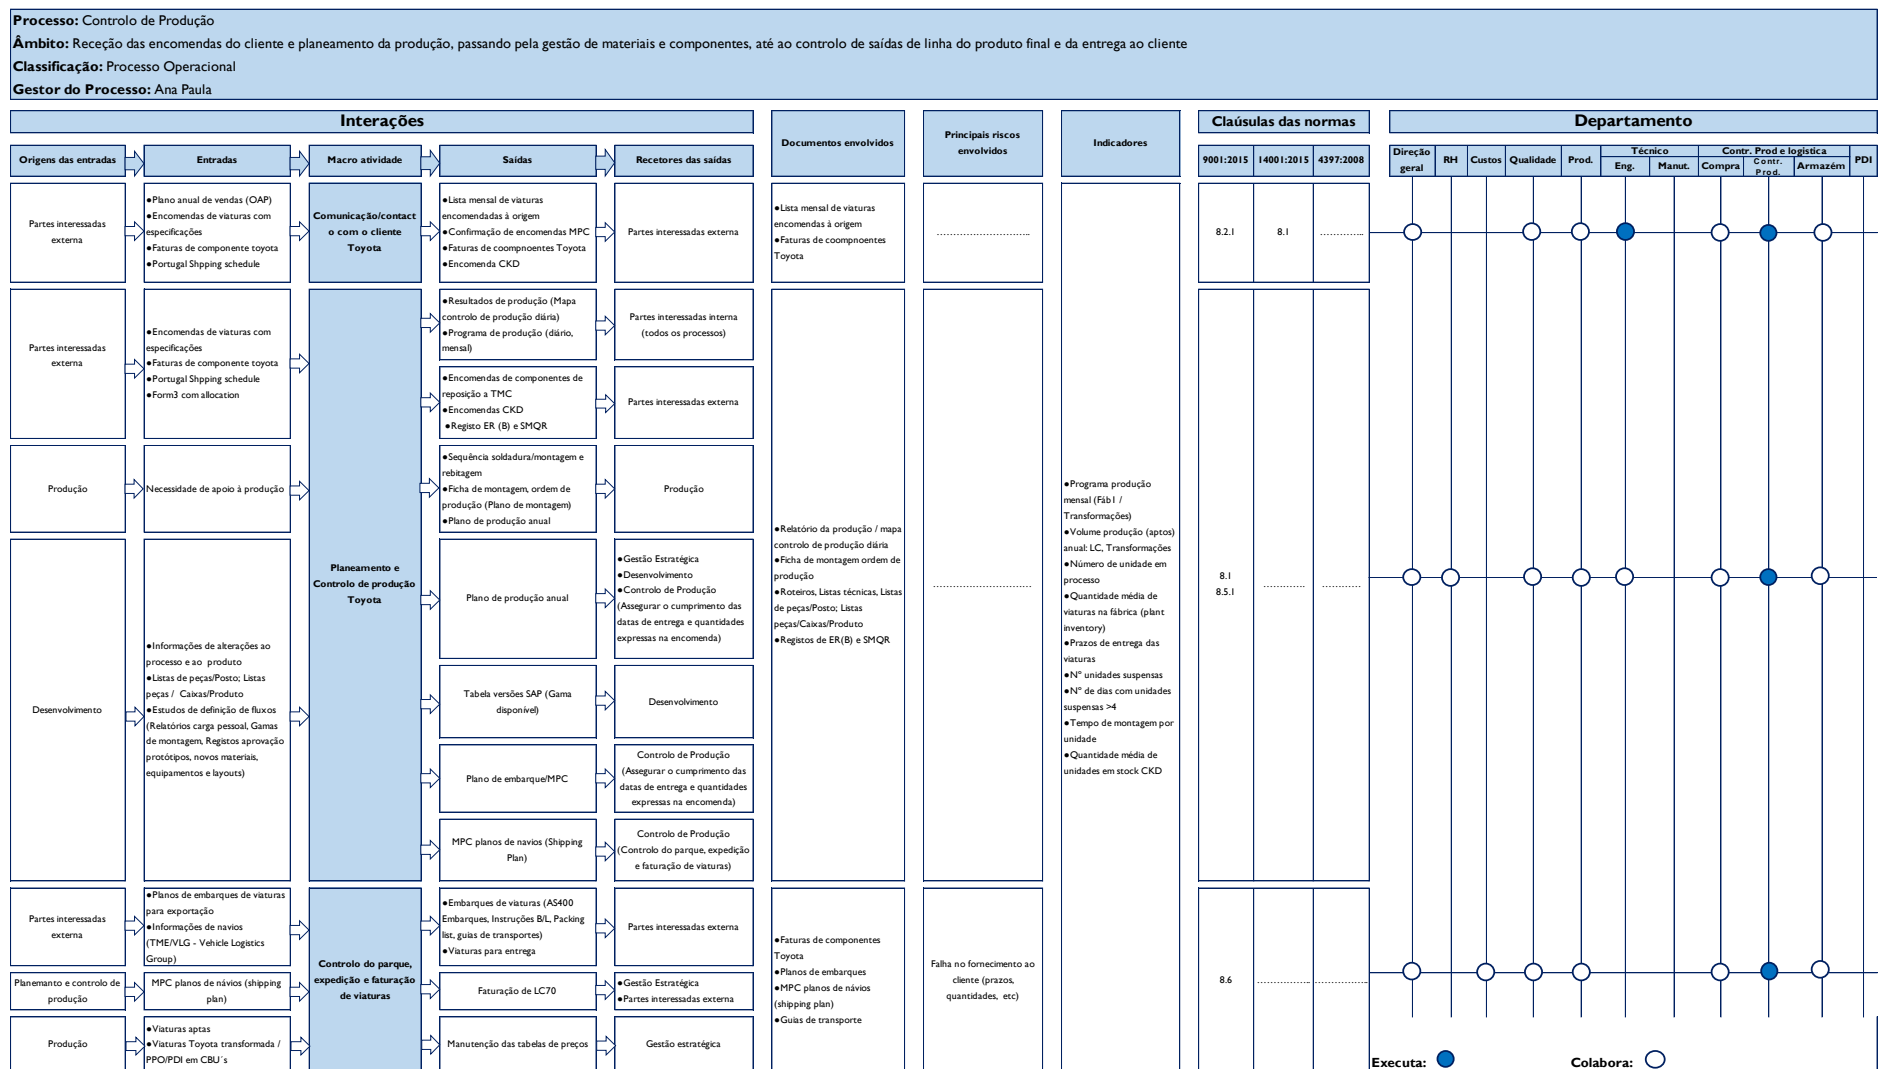 Processo: Controlo de Produção
Âmbito: Receção das encomendas do cliente e planeamento da produção, passando pela gestão de materiais e componentes, até ao controlo de saídas de linha do produto final e da entrega ao cliente
Classificação: Processo Operacional
Gestor do Processo: Ana Paula
Interações
Documentos envolvidos
Principais riscos
envolvidos
Indicadores
Claúsulas das normas
Departamento
Origens das entradas
Entradas
Macro atividade
Saídas
Recetores das saídas
9001:2015
14001:2015
4397:2008
Direção
geral
RH
Custos
Qualidade
Prod.
Técnico
Eng.
Manut.
Contr. Prod e logistica
Compra
Contr.
Prod.
Armazém
PDI
Partes interessadas
externa
●Plano anual de vendas (OAP)
●Encomendas de viaturas com
especificações
●Faturas de componente toyota
●Portugal Shpping schedule
Comunicação/contact
o com o cliente
Toyota
●Lista mensal de viaturas
encomendadas à origem
●Confirmação de encomendas MPC
●Faturas de coompnoentes Toyota
●Encomenda CKD
Partes interessadas externa
●Lista mensal de viaturas
encomendas à origem
●Faturas de coompnoentes
Toyota
8.2.1
8.1
Partes interessadas
externa
●Encomendas de viaturas com
especificações
●Faturas de componente toyota
●Portugal Shpping schedule
●Form3 com allocation
Planeamento e
Controlo de produção
Toyota
●Resultados de produção (Mapa
controlo de produção diária)
●Programa de produção (diário,
mensal)
Partes interessadas interna
(todos os processos)
●Encomendas de componentes de
reposição a TMC
●Encomendas CKD
●Registo ER (B) e SMQR
Partes interessadas externa
Produção
Necessidade de apoio à produção
●Sequência soldadura/montagem e
rebitagem
●Ficha de montagem, ordem de
produção (Plano de montagem)
●Plano de produção anual
Produção
Desenvolvimento
●Informações de alterações ao
processo e ao produto
●Listas de peças/Posto; Listas
peças / Caixas/Produto
●Estudos de definição de fluxos
(Relatórios carga pessoal, Gamas
de montagem, Registos aprovação
protótipos, novos materiais,
equipamentos e layouts)
Plano de produção anual
●Gestão Estratégica
●Desenvolvimento
●Controlo de Produção
(Assegurar o cumprimento das
datas de entrega e quantidades
expressas na encomenda)
Tabela versões SAP (Gama
disponível)
Desenvolvimento
Plano de embarque/MPC
Controlo de Produção
(Assegurar o cumprimento das
datas de entrega e quantidades
expressas na encomenda)
MPC planos de navios (Shipping
Plan)
Controlo de Produção
(Controlo do parque, expedição
e faturação de viaturas)
●Relatório da produção / mapa
controlo de produção diária
●Ficha de montagem ordem de
produção
●Roteiros, Listas técnicas, Listas
de peças/Posto; Listas
peças/Caixas/Produto
●Registos de ER(B) e SMQR
●Programa produção
mensal (Fáb1 /
Transformações)
●Volume produção (aptos)
anual: LC, Transformações
●Número de unidade em
processo
●Quantidade média de
viaturas na fábrica (plant
inventory)
●Prazos de entrega das
viaturas
●Nº unidades suspensas
●Nº de dias com unidades
suspensas >4
●Tempo de montagem por
unidade
●Quantidade média de
unidades em stock CKD
8.1
8.5.1
Partes interessadas
externa
●Planos de embarques de viaturas
para exportação
●Informações de navios
(TME/VLG - Vehicle Logistics
Group)
Controlo do parque,
expedição e faturação
de viaturas
●Embarques de viaturas (AS400
Embarques, Instruções B/L, Packing
list, guias de transportes)
●Viaturas para entrega
Partes interessadas externa
Planemanto e controlo de
produção
MPC planos de návios (shipping
plan)
Faturação de LC70
●Gestão Estratégica
●Partes interessadas externa
Produção
●Viaturas aptas
●Viaturas Toyota transformada /
PPO/PDI em CBU´s
Manutenção das tabelas de preços
Gestão estratégica
●Faturas de componentes
Toyota
●Planos de embarques
●MPC planos de návios
(shipping plan)
●Guias de transporte
Falha no fornecimento ao
cliente (prazos,
quantidades, etc)
8.6
Executa:
Colabora: